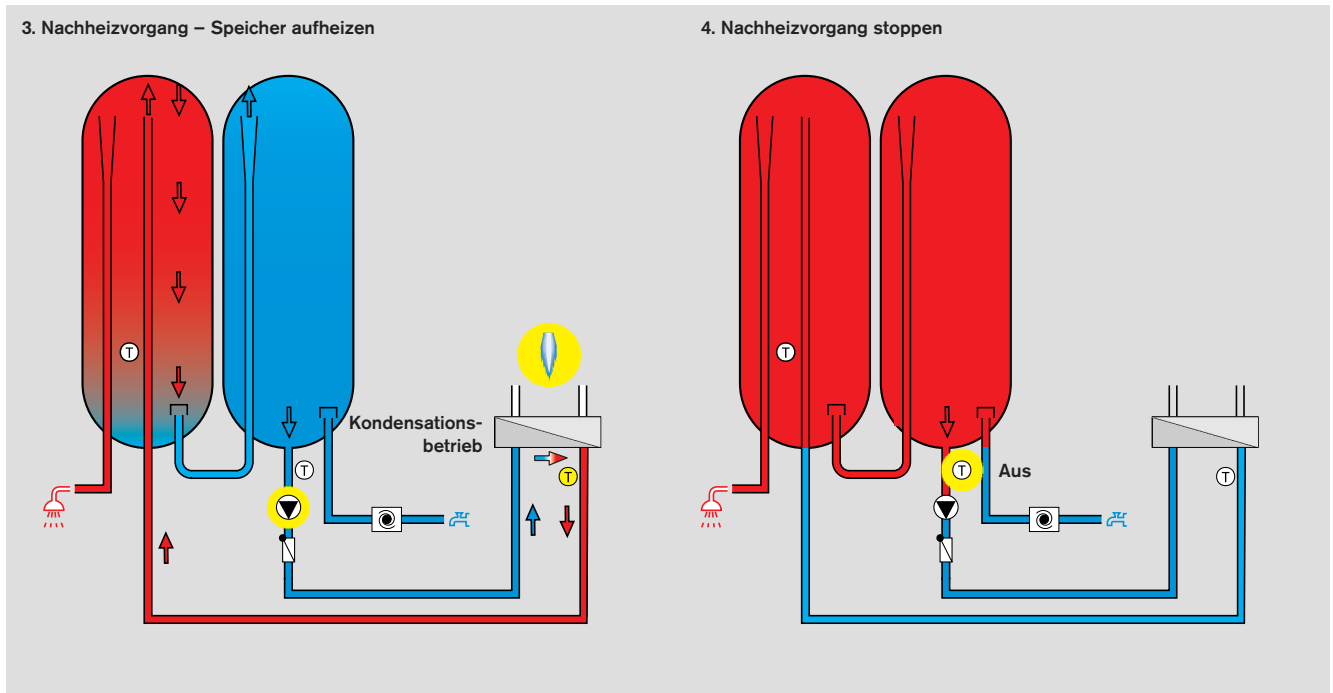 3. Nachheizvorgang – Speicher aufheizen
4. Nachheizvorgang stoppen
T
Kondensations-
betrieb
T
T
T
T
Aus
T